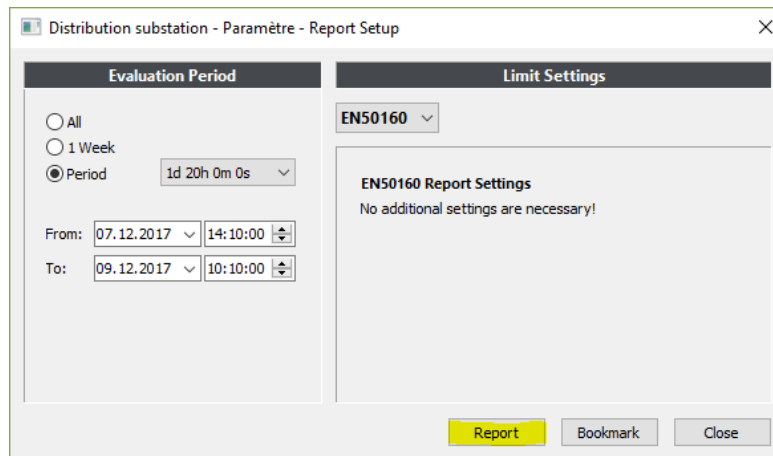 Distribution substation - Paramètre - Report Setup
Evaluation Period
All
1 Week
Period 1d 20h 0m 0s
From: 07.12.2017 14:10:00
To: 09.12.2017 10:10:00
Limit Settings
EN50160
EN50160 Report Settings
No additional settings are necessary!
Report Bookmark Close